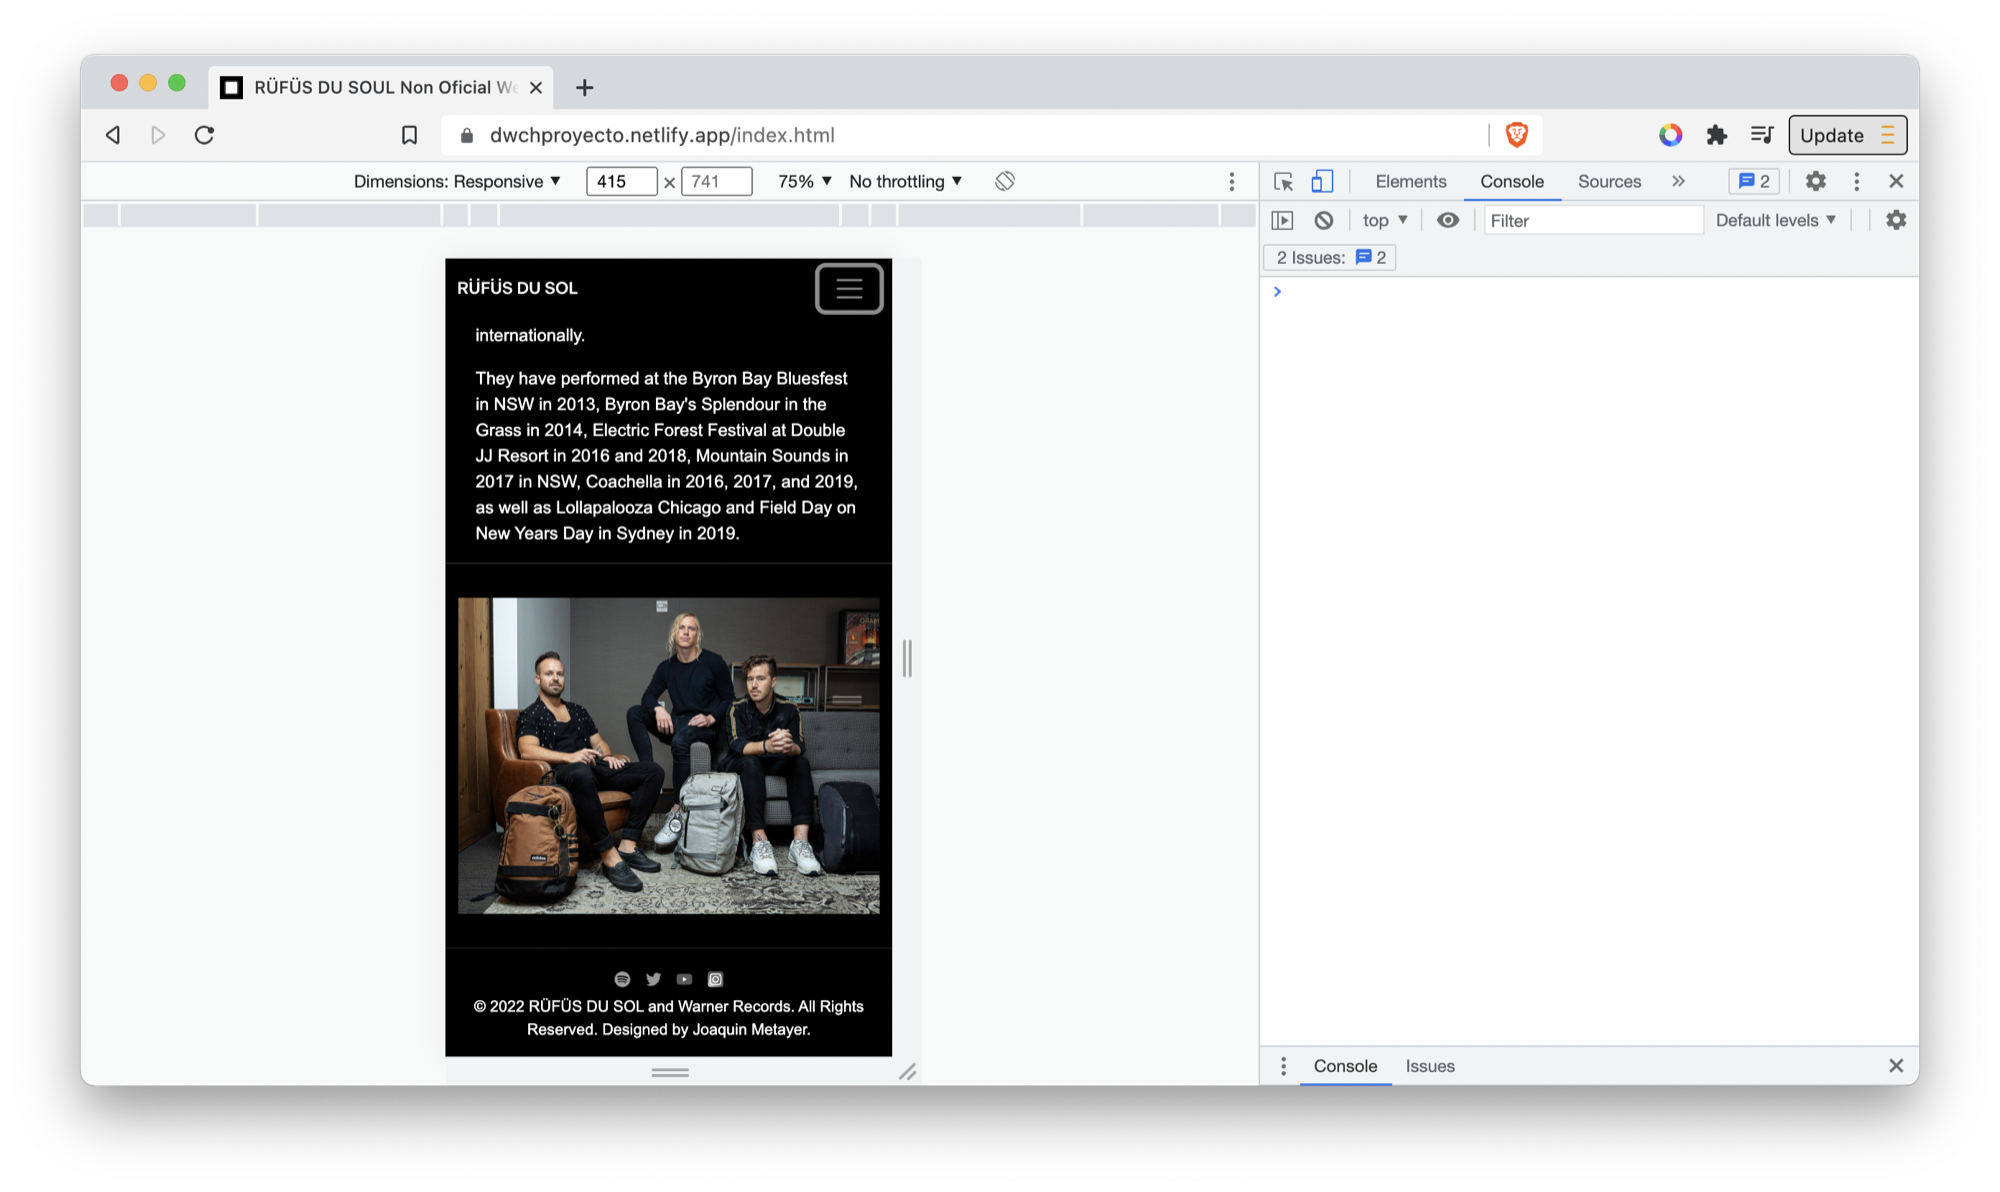 RÜFÜS DU SOUL Non Oficial We
dwchproyecto.netlify.app/index.html
Update
Dimensions: Responsive
415 × 741
75%
No throttling
Elements
Console
Sources
2
top
Filter
Default levels
2 Issues: 2
RÜFÜS DU SOL
internationally.
They have performed at the Byron Bay Bluesfest
in NSW in 2013, Byron Bay's Splendour in the
Grass in 2014, Electric Forest Festival at Double
JJ Resort in 2016 and 2018, Mountain Sounds in
2017 in NSW, Coachella in 2016, 2017, and 2019,
as well as Lollapalooza Chicago and Field Day on
New Years Day in Sydney in 2019.
© 2022 RÜFÜS DU SOL and Warner Records. All Rights
Reserved. Designed by Joaquin Metayer.
Console
Issues